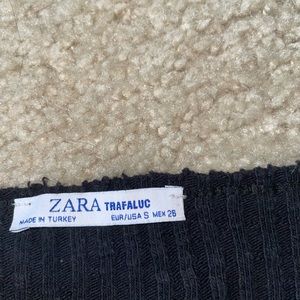 ZARA TRAFALUC
MADE IN TURKEY EUR/USA S MEX 26